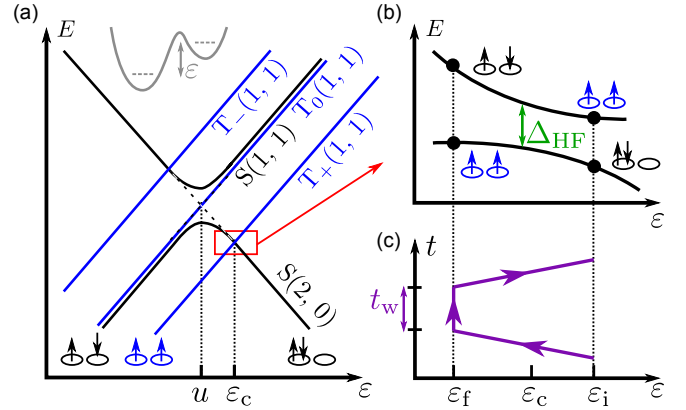 (a)
E
ε
T₋(1, 1)
T₀(1, 1)
S(1, 1)
T₊(1, 1)
S(2, 0)
u
ε_c
ε
(b)
E
Δ_HF
ε
(c)
t
t_w
ε_f
ε_c
ε_i
ε